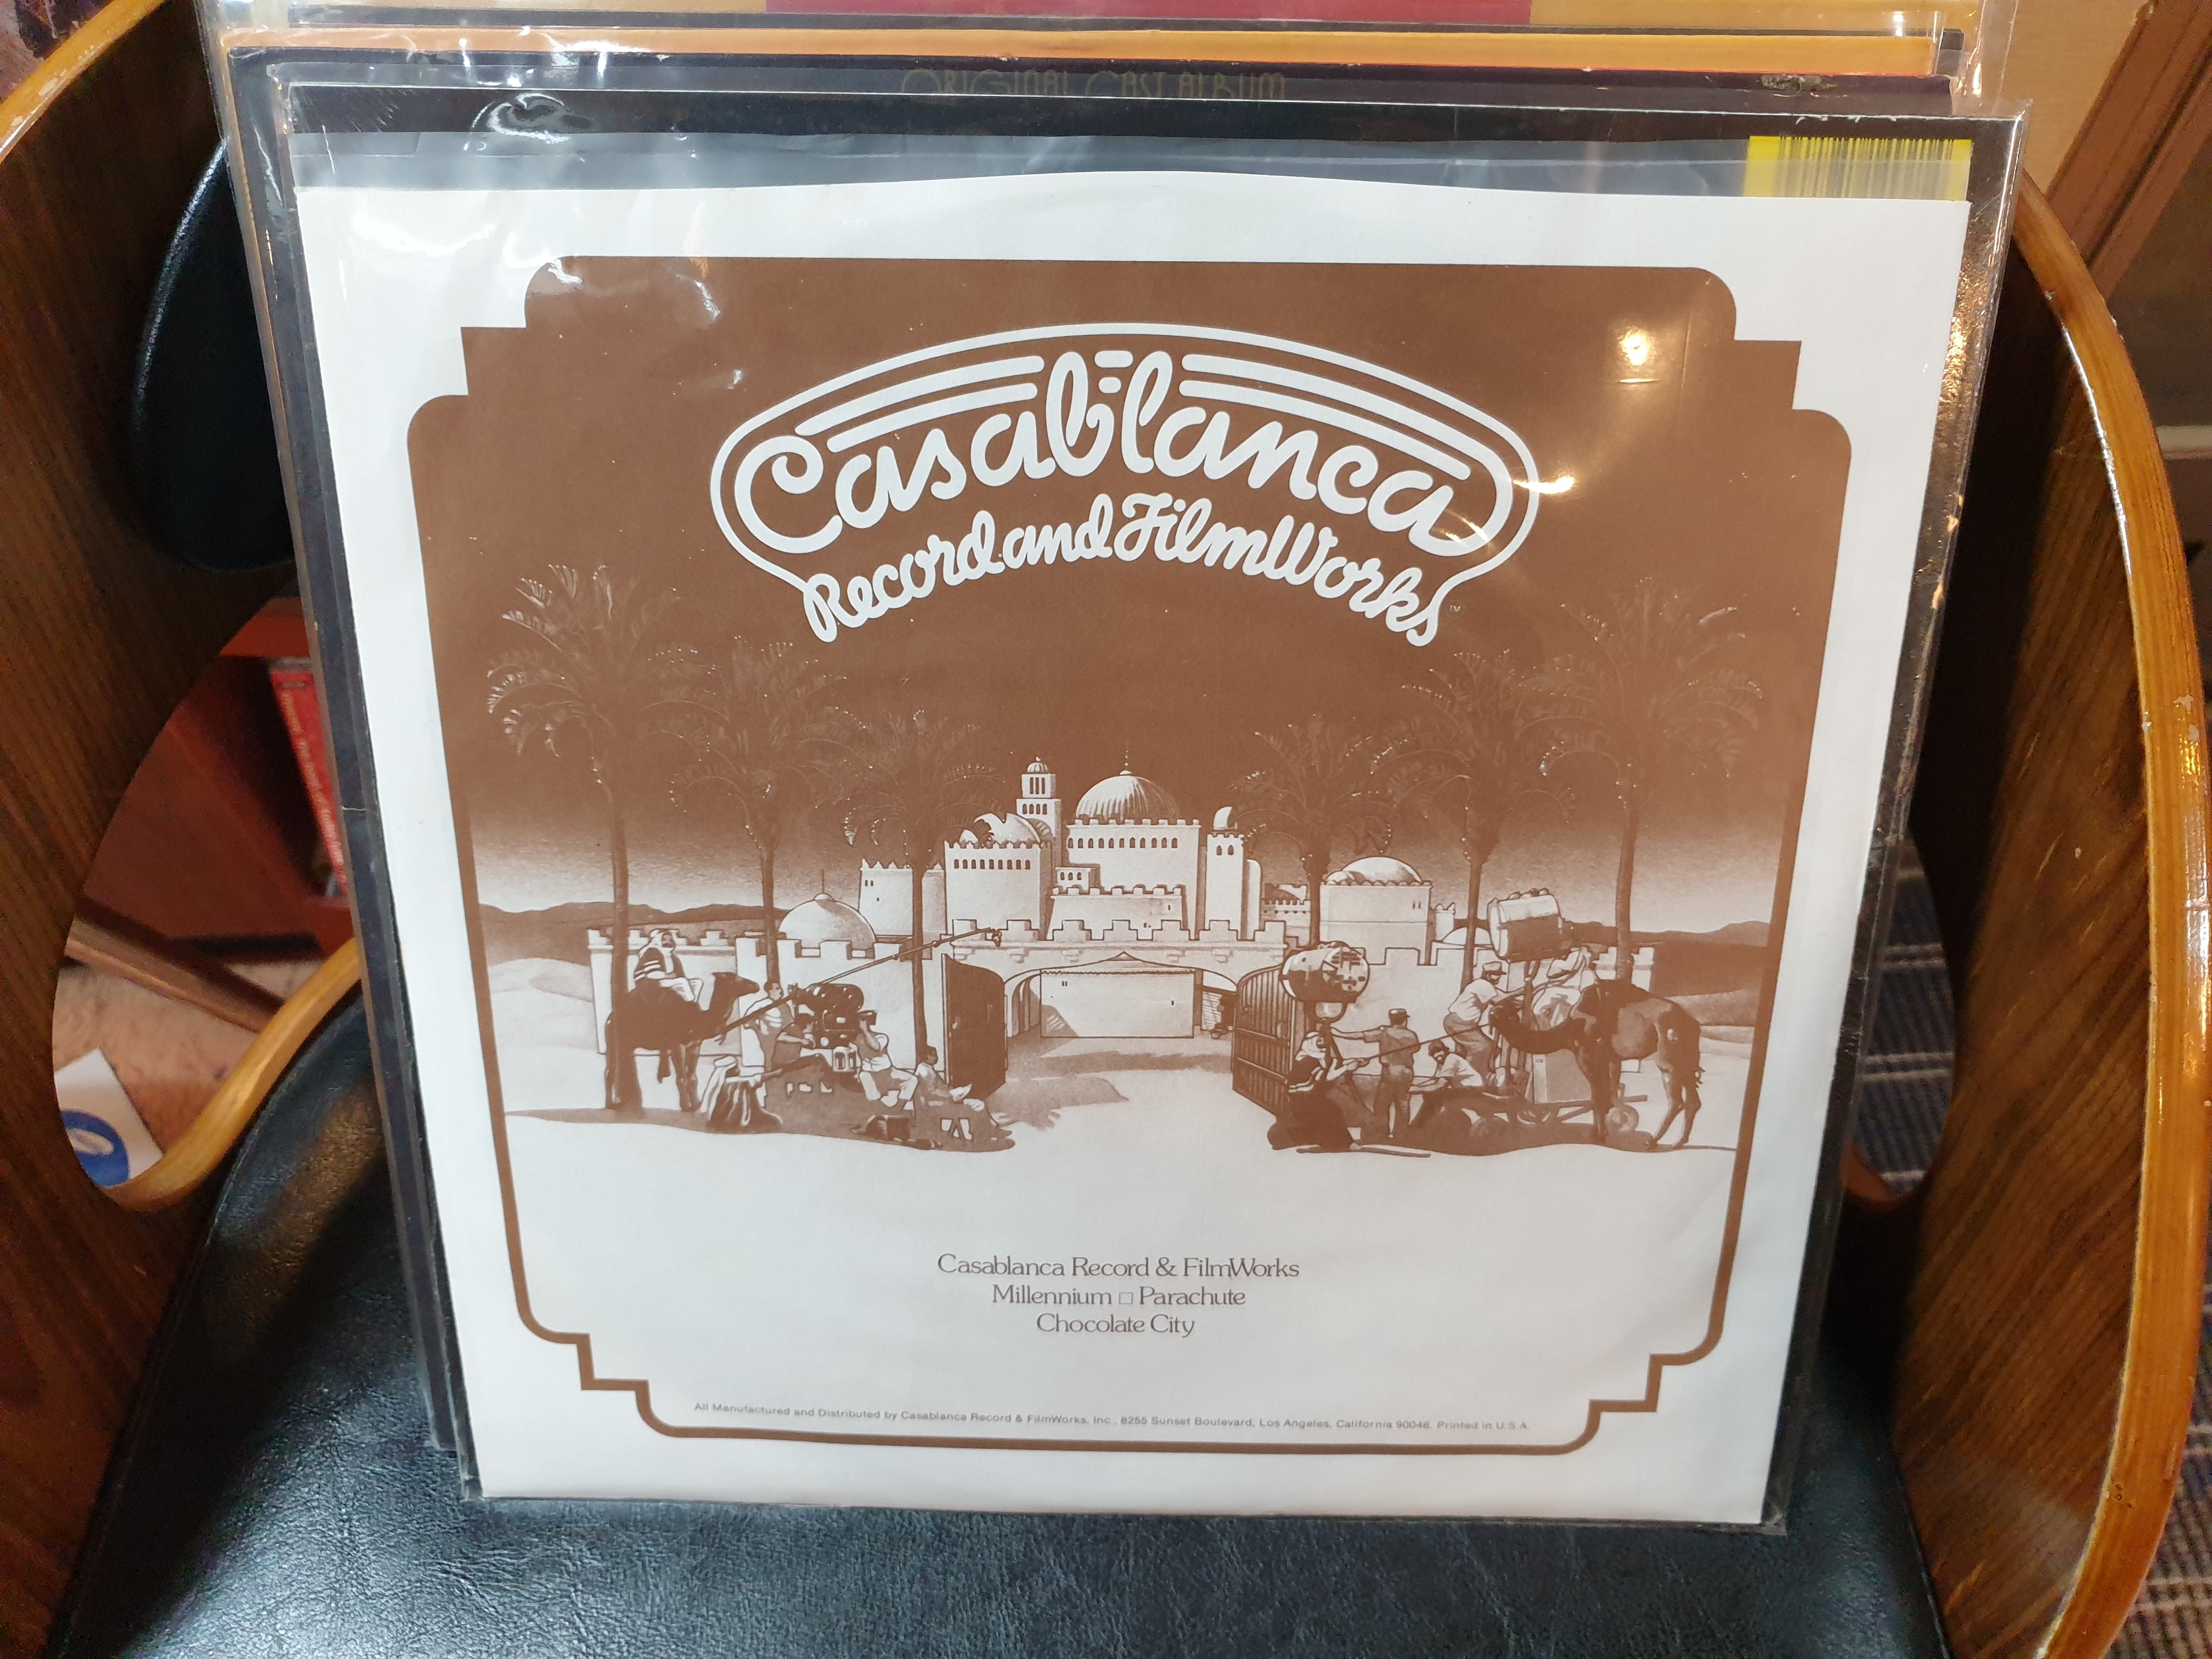 ORIGINAL CAST ALBUM
Casablanca
Record and FilmWorks
TM
Casablanca Record & FilmWorks
Millennium □ Parachute
Chocolate City
All Manufactured and Distributed by Casablanca Record & FilmWorks, Inc., 8255 Sunset Boulevard, Los Angeles, California 90046. Printed in U.S.A.